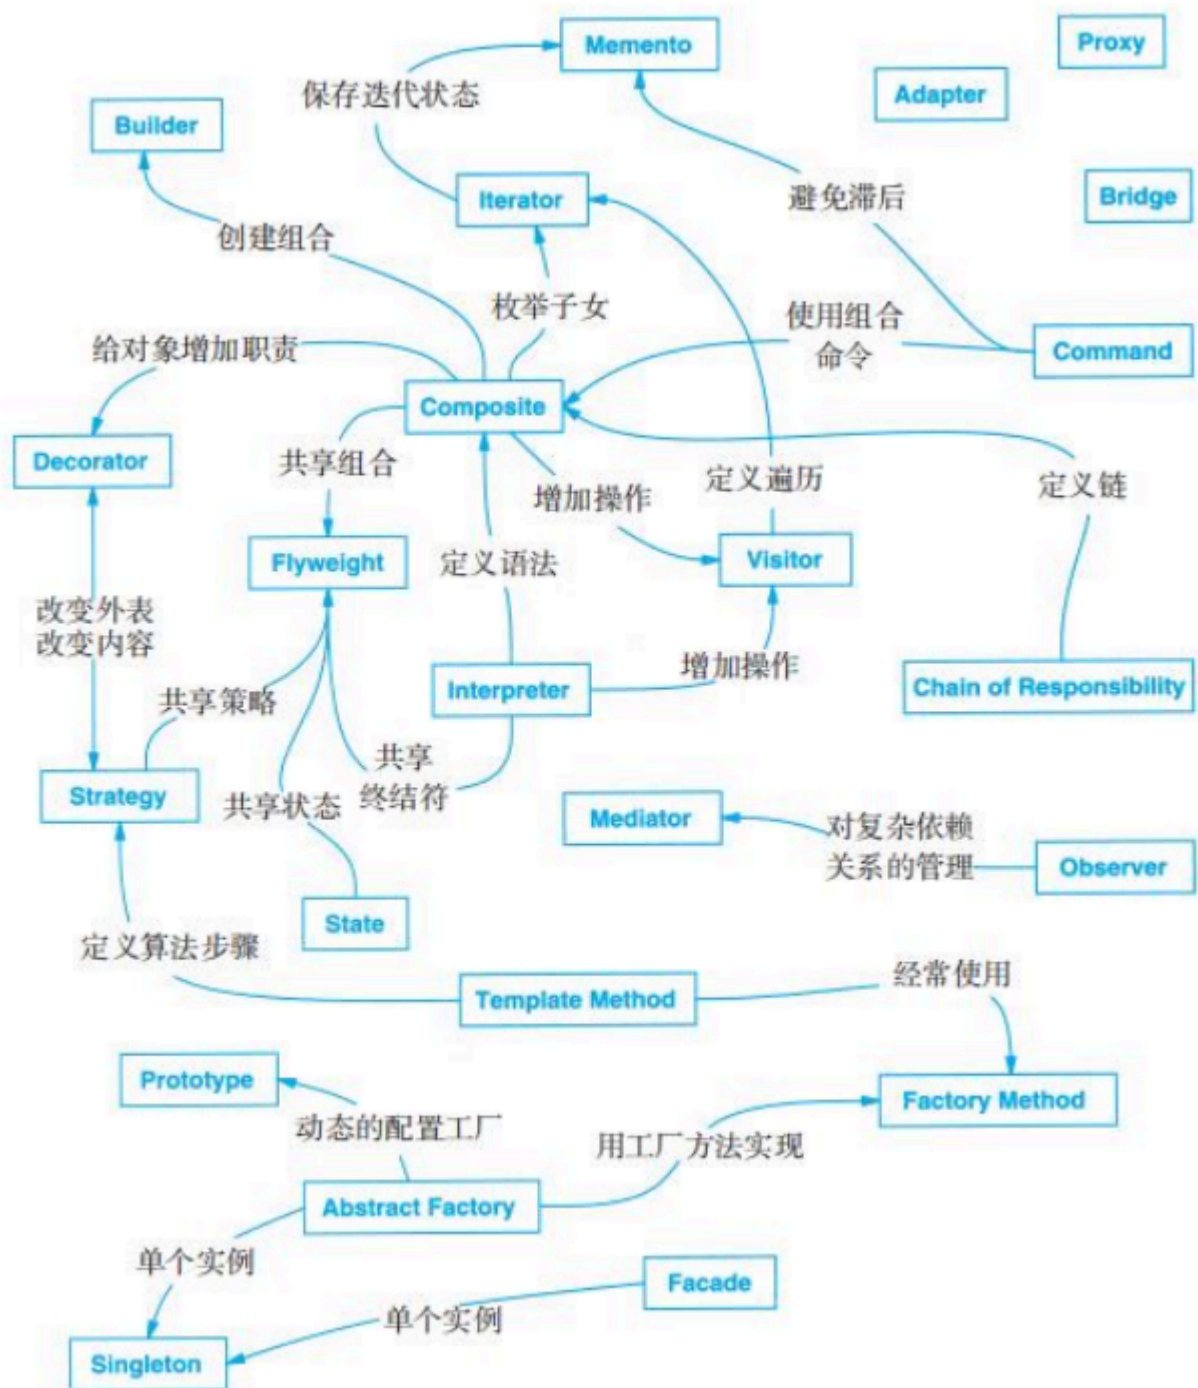 Memento
Proxy
Adapter
保存迭代状态
Builder
Iterator
避免滞后
Bridge
创建组合
枚举子女
使用组合
命令
Command
给对象增加职责
Composite
Decorator
共享组合
增加操作
定义遍历
定义链
Flyweight
定义语法
Visitor
改变外表
改变内容
增加操作
Interpreter
Chain of Responsibility
共享策略
共享
终结符
Strategy
共享状态
Mediator
对复杂依赖
关系的管理
Observer
State
定义算法步骤
Template Method
经常使用
Prototype
Factory Method
动态的配置工厂
用工厂方法实现
Abstract Factory
单个实例
Facade
单个实例
Singleton